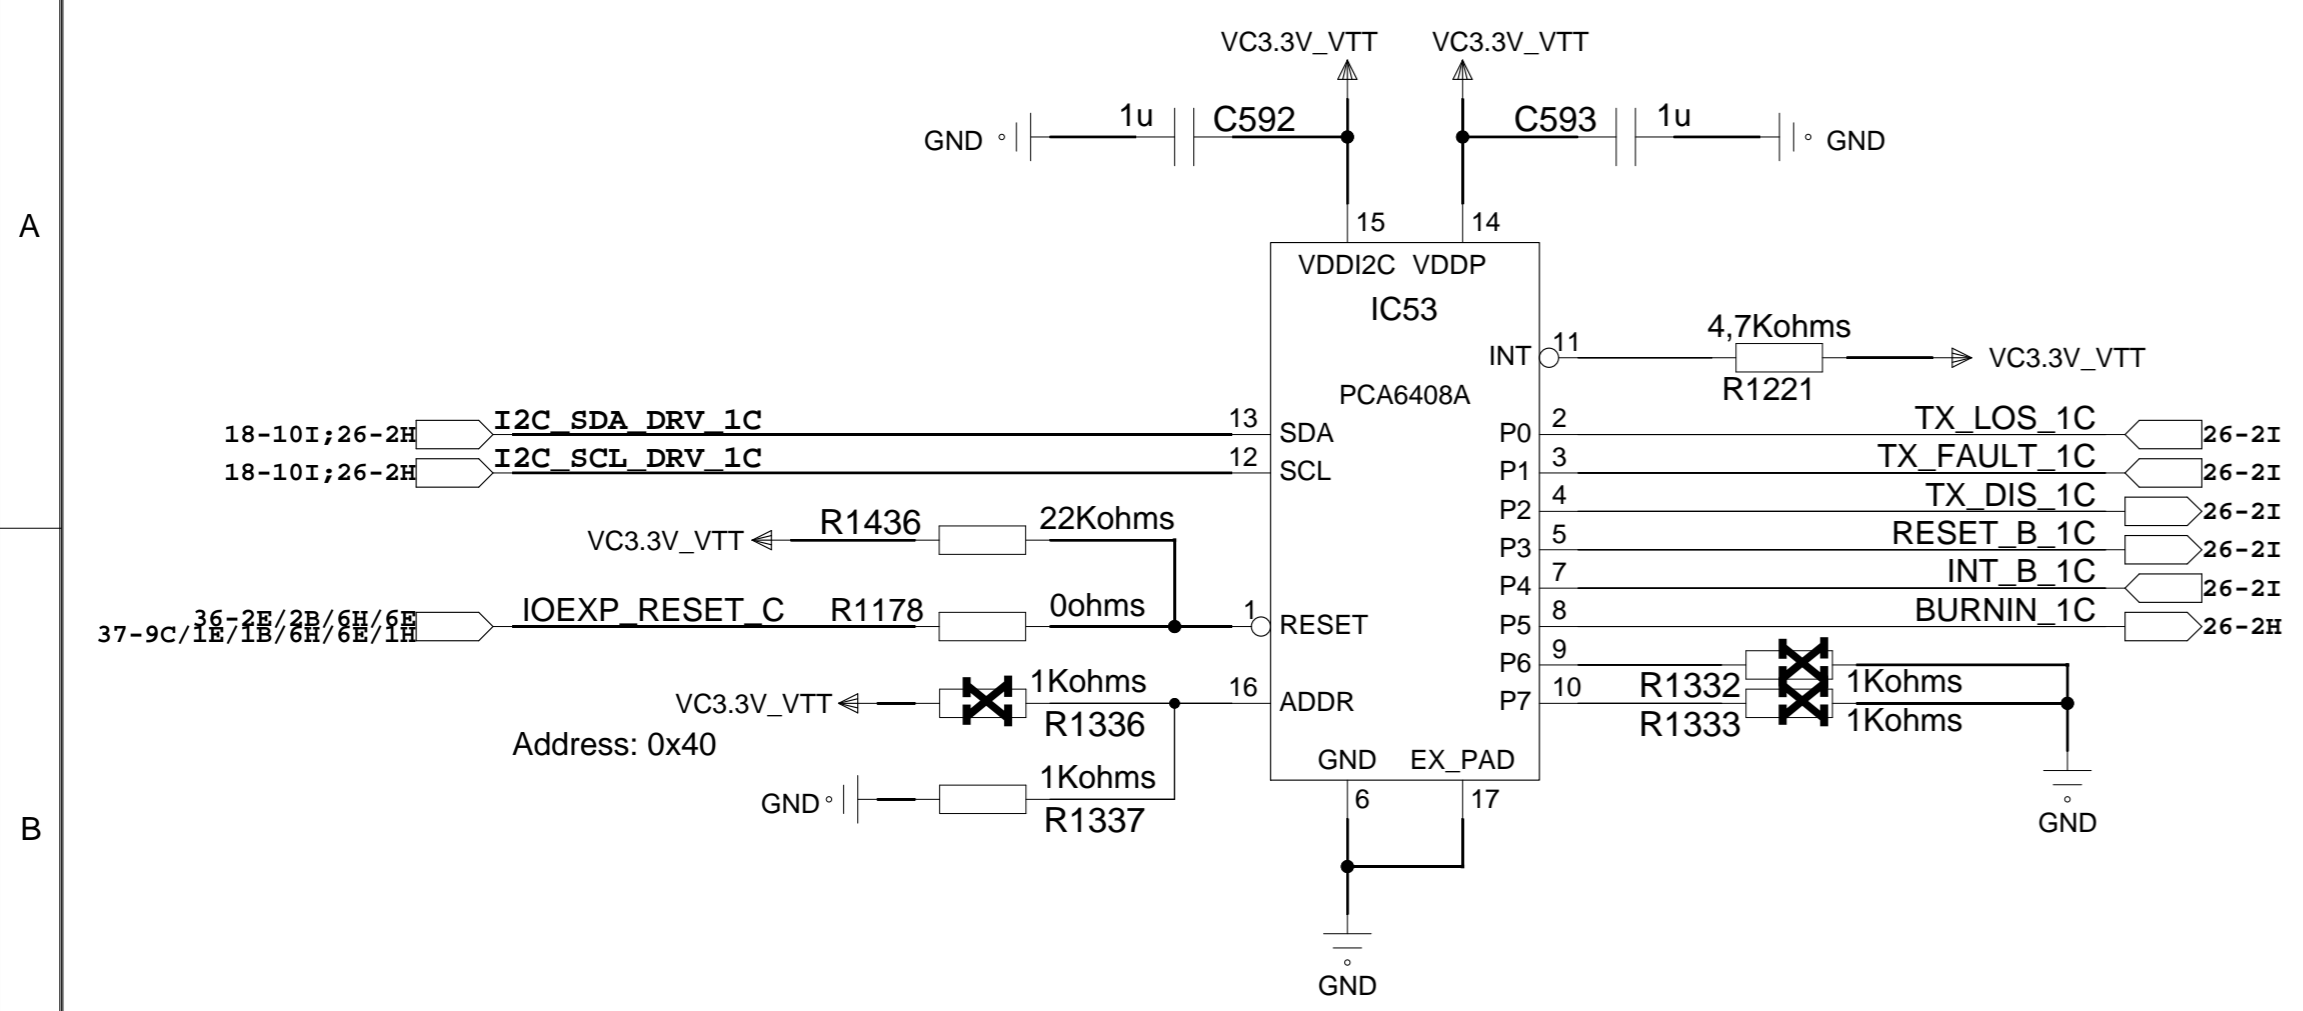 VC3.3V_VTT VC3.3V_VTT
GND 1u C592 C593 1u GND
A
15 14
VDDI2C VDDP
IC53
4,7Kohms
INT 11 VC3.3V_VTT
R1221
PCA6408A
18-10I;26-2H I2C_SDA_DRV_1C 13 SDA P0 2 TX_LOS_1C 26-2I
18-10I;26-2H I2C_SCL_DRV_1C 12 SCL P1 3 TX_FAULT_1C 26-2I
P2 4 TX_DIS_1C 26-2I
VC3.3V_VTT R1436 22Kohms P3 5 RESET_B_1C 26-2I
P4 7 INT_B_1C 26-2I
36-2E/2B/6H/6E
37-9C/1E/1B/6H/6E/1H IOEXP_RESET_C R1178 0ohms 1 RESET P5 8 BURNIN_1C 26-2H
P6 9 R1332 1Kohms
VC3.3V_VTT 1Kohms 16 ADDR P7 10 R1333 1Kohms
R1336
Address: 0x40
GND EX_PAD
GND 1Kohms 6 17
R1337
B
GND
GND